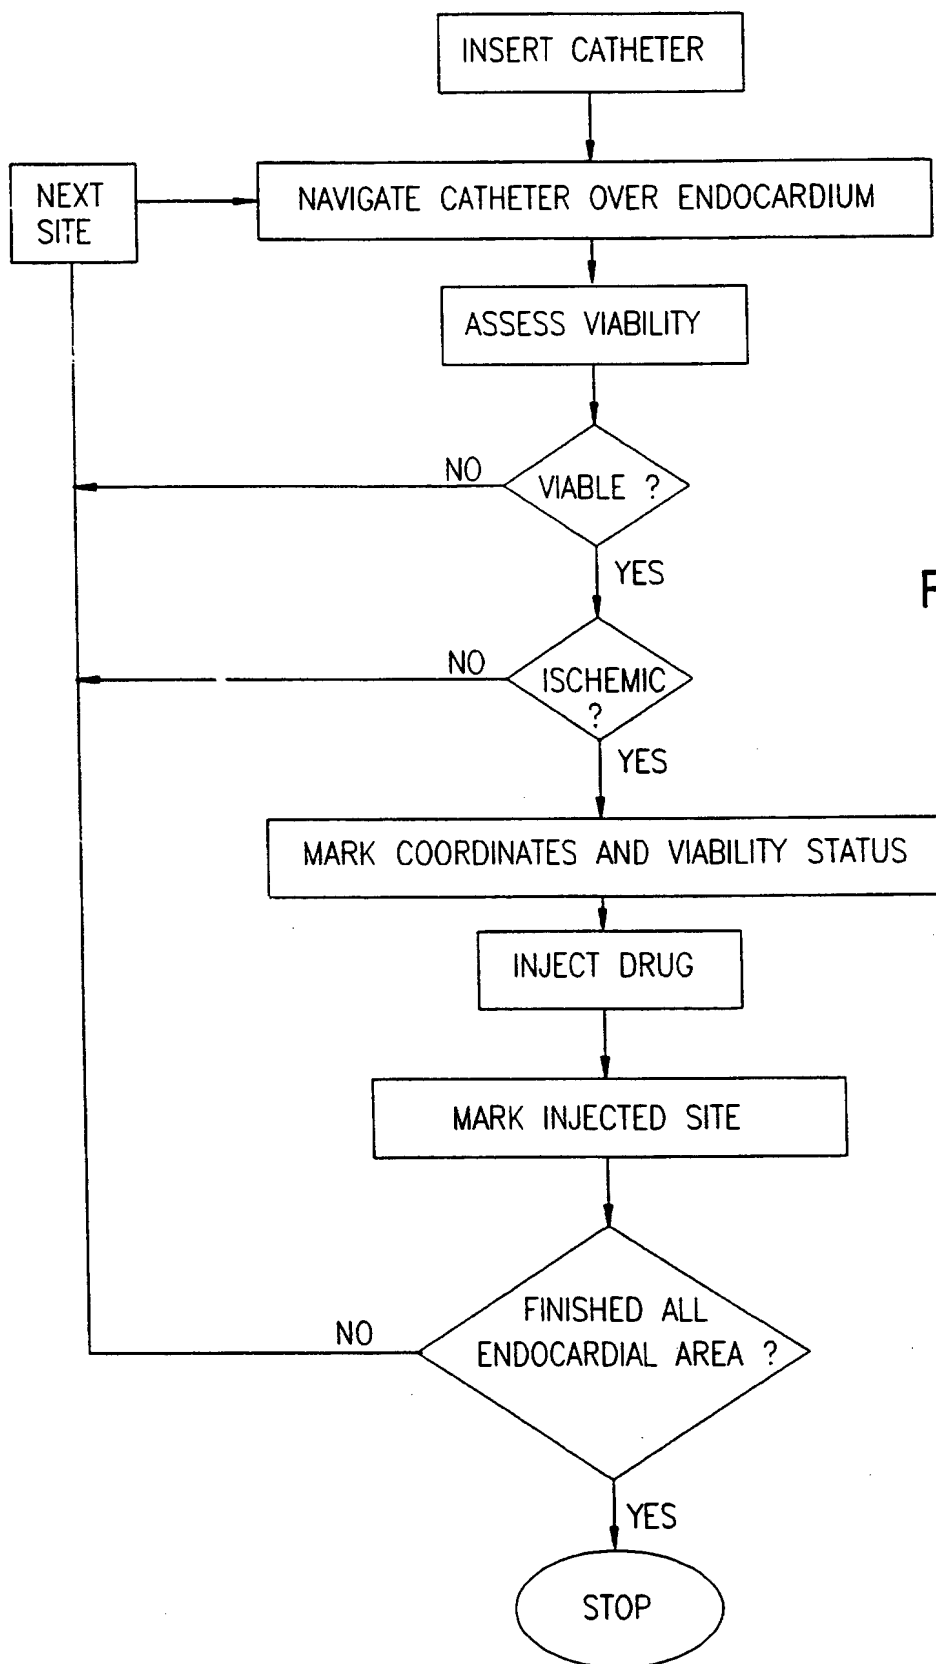 INSERT CATHETER
NEXT
SITE
NAVIGATE CATHETER OVER ENDOCARDIUM
ASSESS VIABILITY
NO
VIABLE ?
YES
F
NO
ISCHEMIC
?
YES
MARK COORDINATES AND VIABILITY STATUS
INJECT DRUG
MARK INJECTED SITE
FINISHED ALL
NO
ENDOCARDIAL AREA ?
YES
STOP